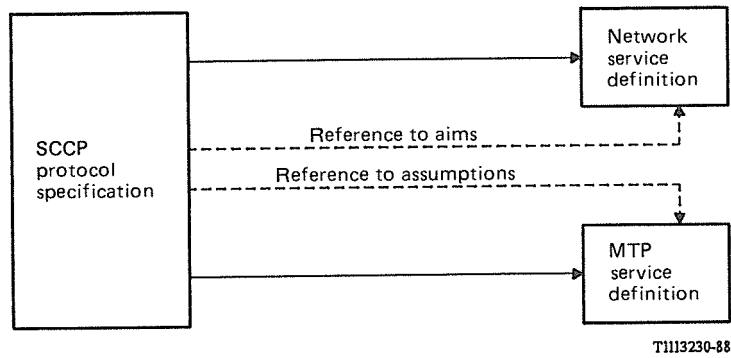 Network
service
definition
Reference to aims
SCCP
protocol
specification
Reference to assumptions
MTP
service
definition
T1113230-88